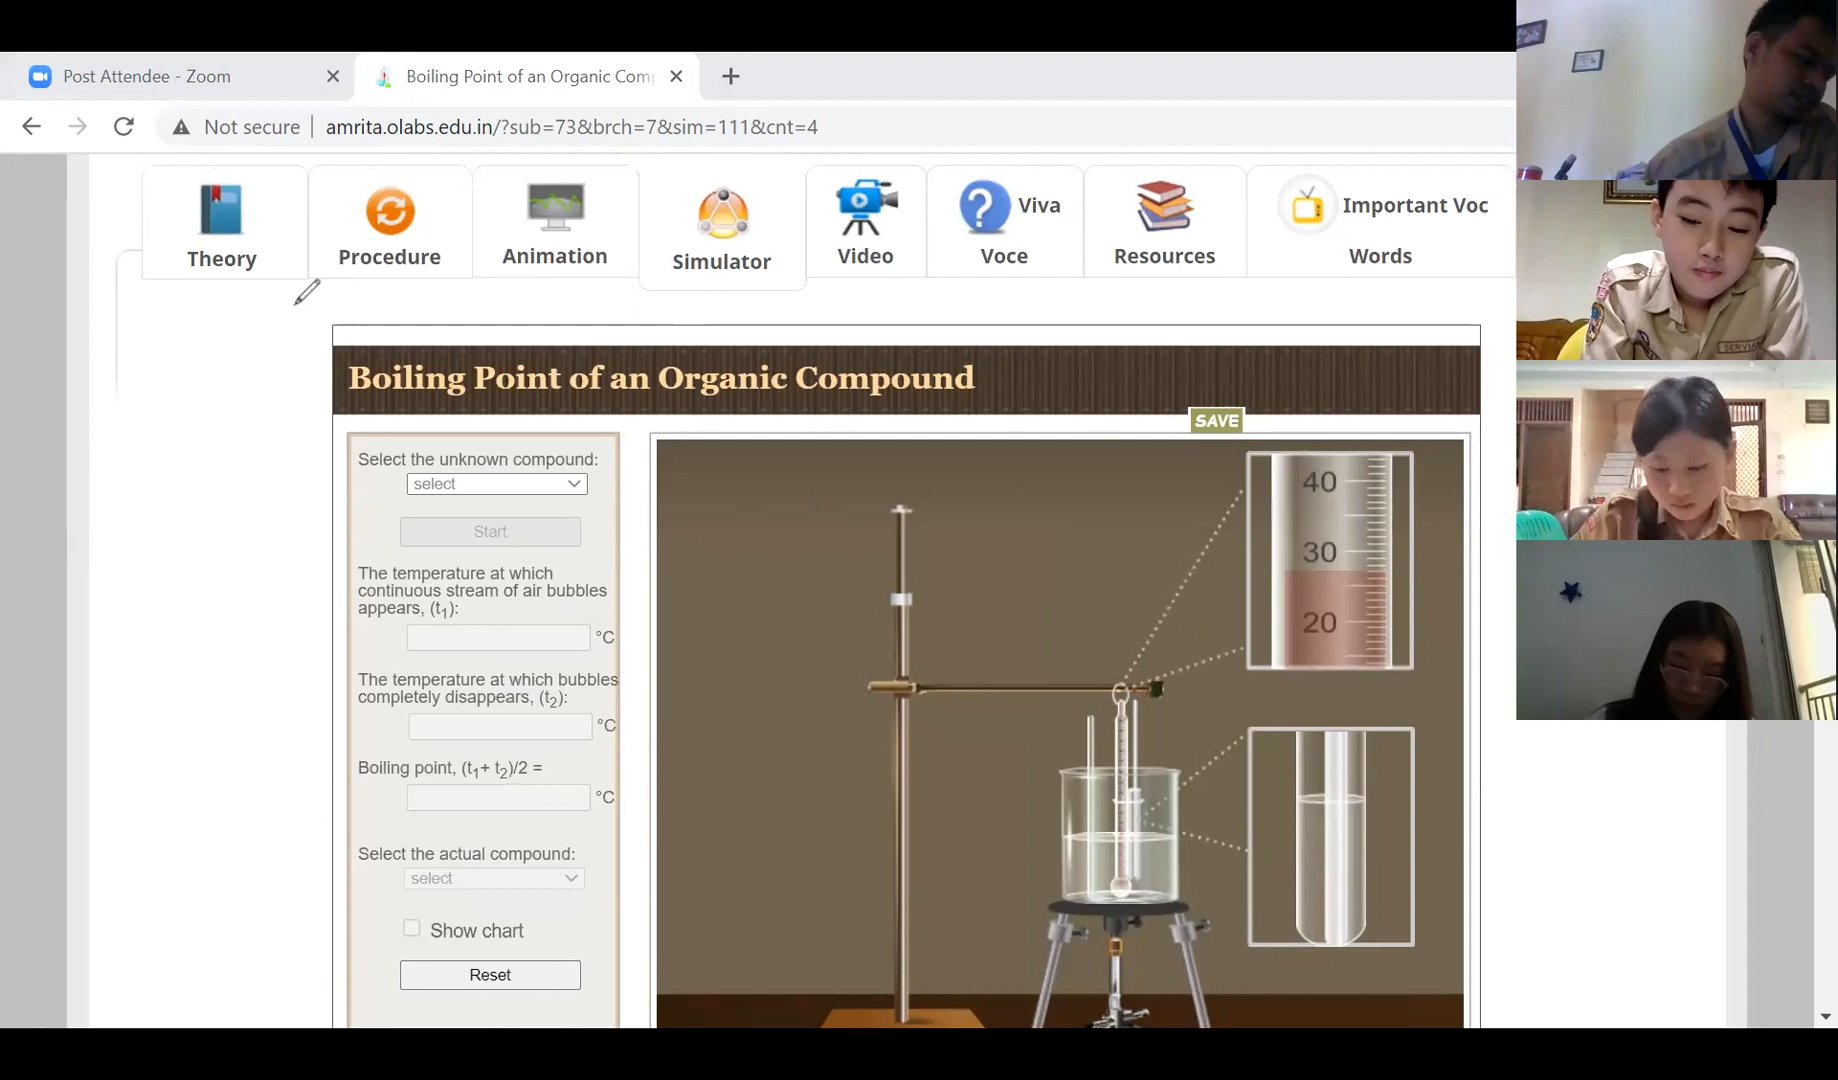 Post Attendee - Zoom
Boiling Point of an Organic Com
Not secure
amrita.olabs.edu.in/?sub=73&brch=7&sim=111&cnt=4
Theory
Procedure
Animation
Simulator
Video
Viva
Voce
Resources
Important Voc
Words
Boiling Point of an Organic Compound
SAVE
Select the unknown compound:
select
Start
The temperature at which
continuous stream of air bubbles
appears, (t1):
°C
The temperature at which bubbles
completely disappears, (t2):
°C
Boiling point, (t1+ t2)/2 =
°C
Select the actual compound:
select
Show chart
Reset
40
30
20